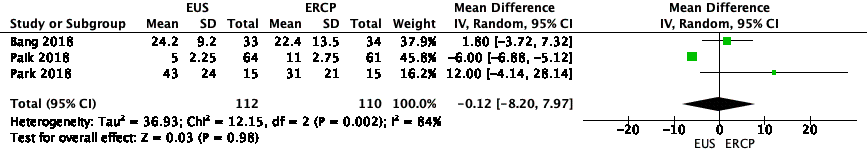 EUS ERCP Mean Difference Mean Difference
Study or Subgroup Mean SD Total Mean SD Total Weight IV, Random, 95% CI IV, Random, 95% CI
Bang 2018 24.2 9.2 33 22.4 13.5 34 37.9% 1.80 [-3.72, 7.32]
Paik 2018 5 2.25 64 11 2.75 61 45.8% -6.00 [-6.88, -5.12]
Park 2018 43 24 15 31 21 15 16.2% 12.00 [-4.14, 28.14]
Total (95% CI) 112 110 100.0% -0.12 [-8.20, 7.97]
Heterogeneity: Tau² = 36.93; Chi² = 12.15, df = 2 (P = 0.002); I² = 84%
Test for overall effect: Z = 0.03 (P = 0.98)
-20 -10 0 10 20
EUS ERCP